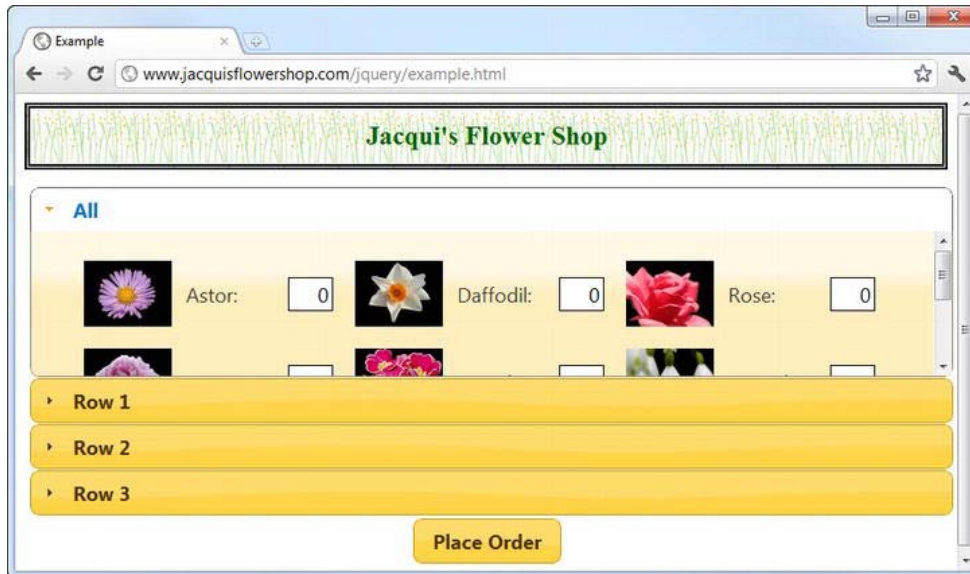 Example
www.jacquisflowershop.com/jquery/example.html
Jacqui's Flower Shop
All
Astor: 0 Daffodil: 0 Rose: 0
Row 1
Row 2
Row 3
Place Order